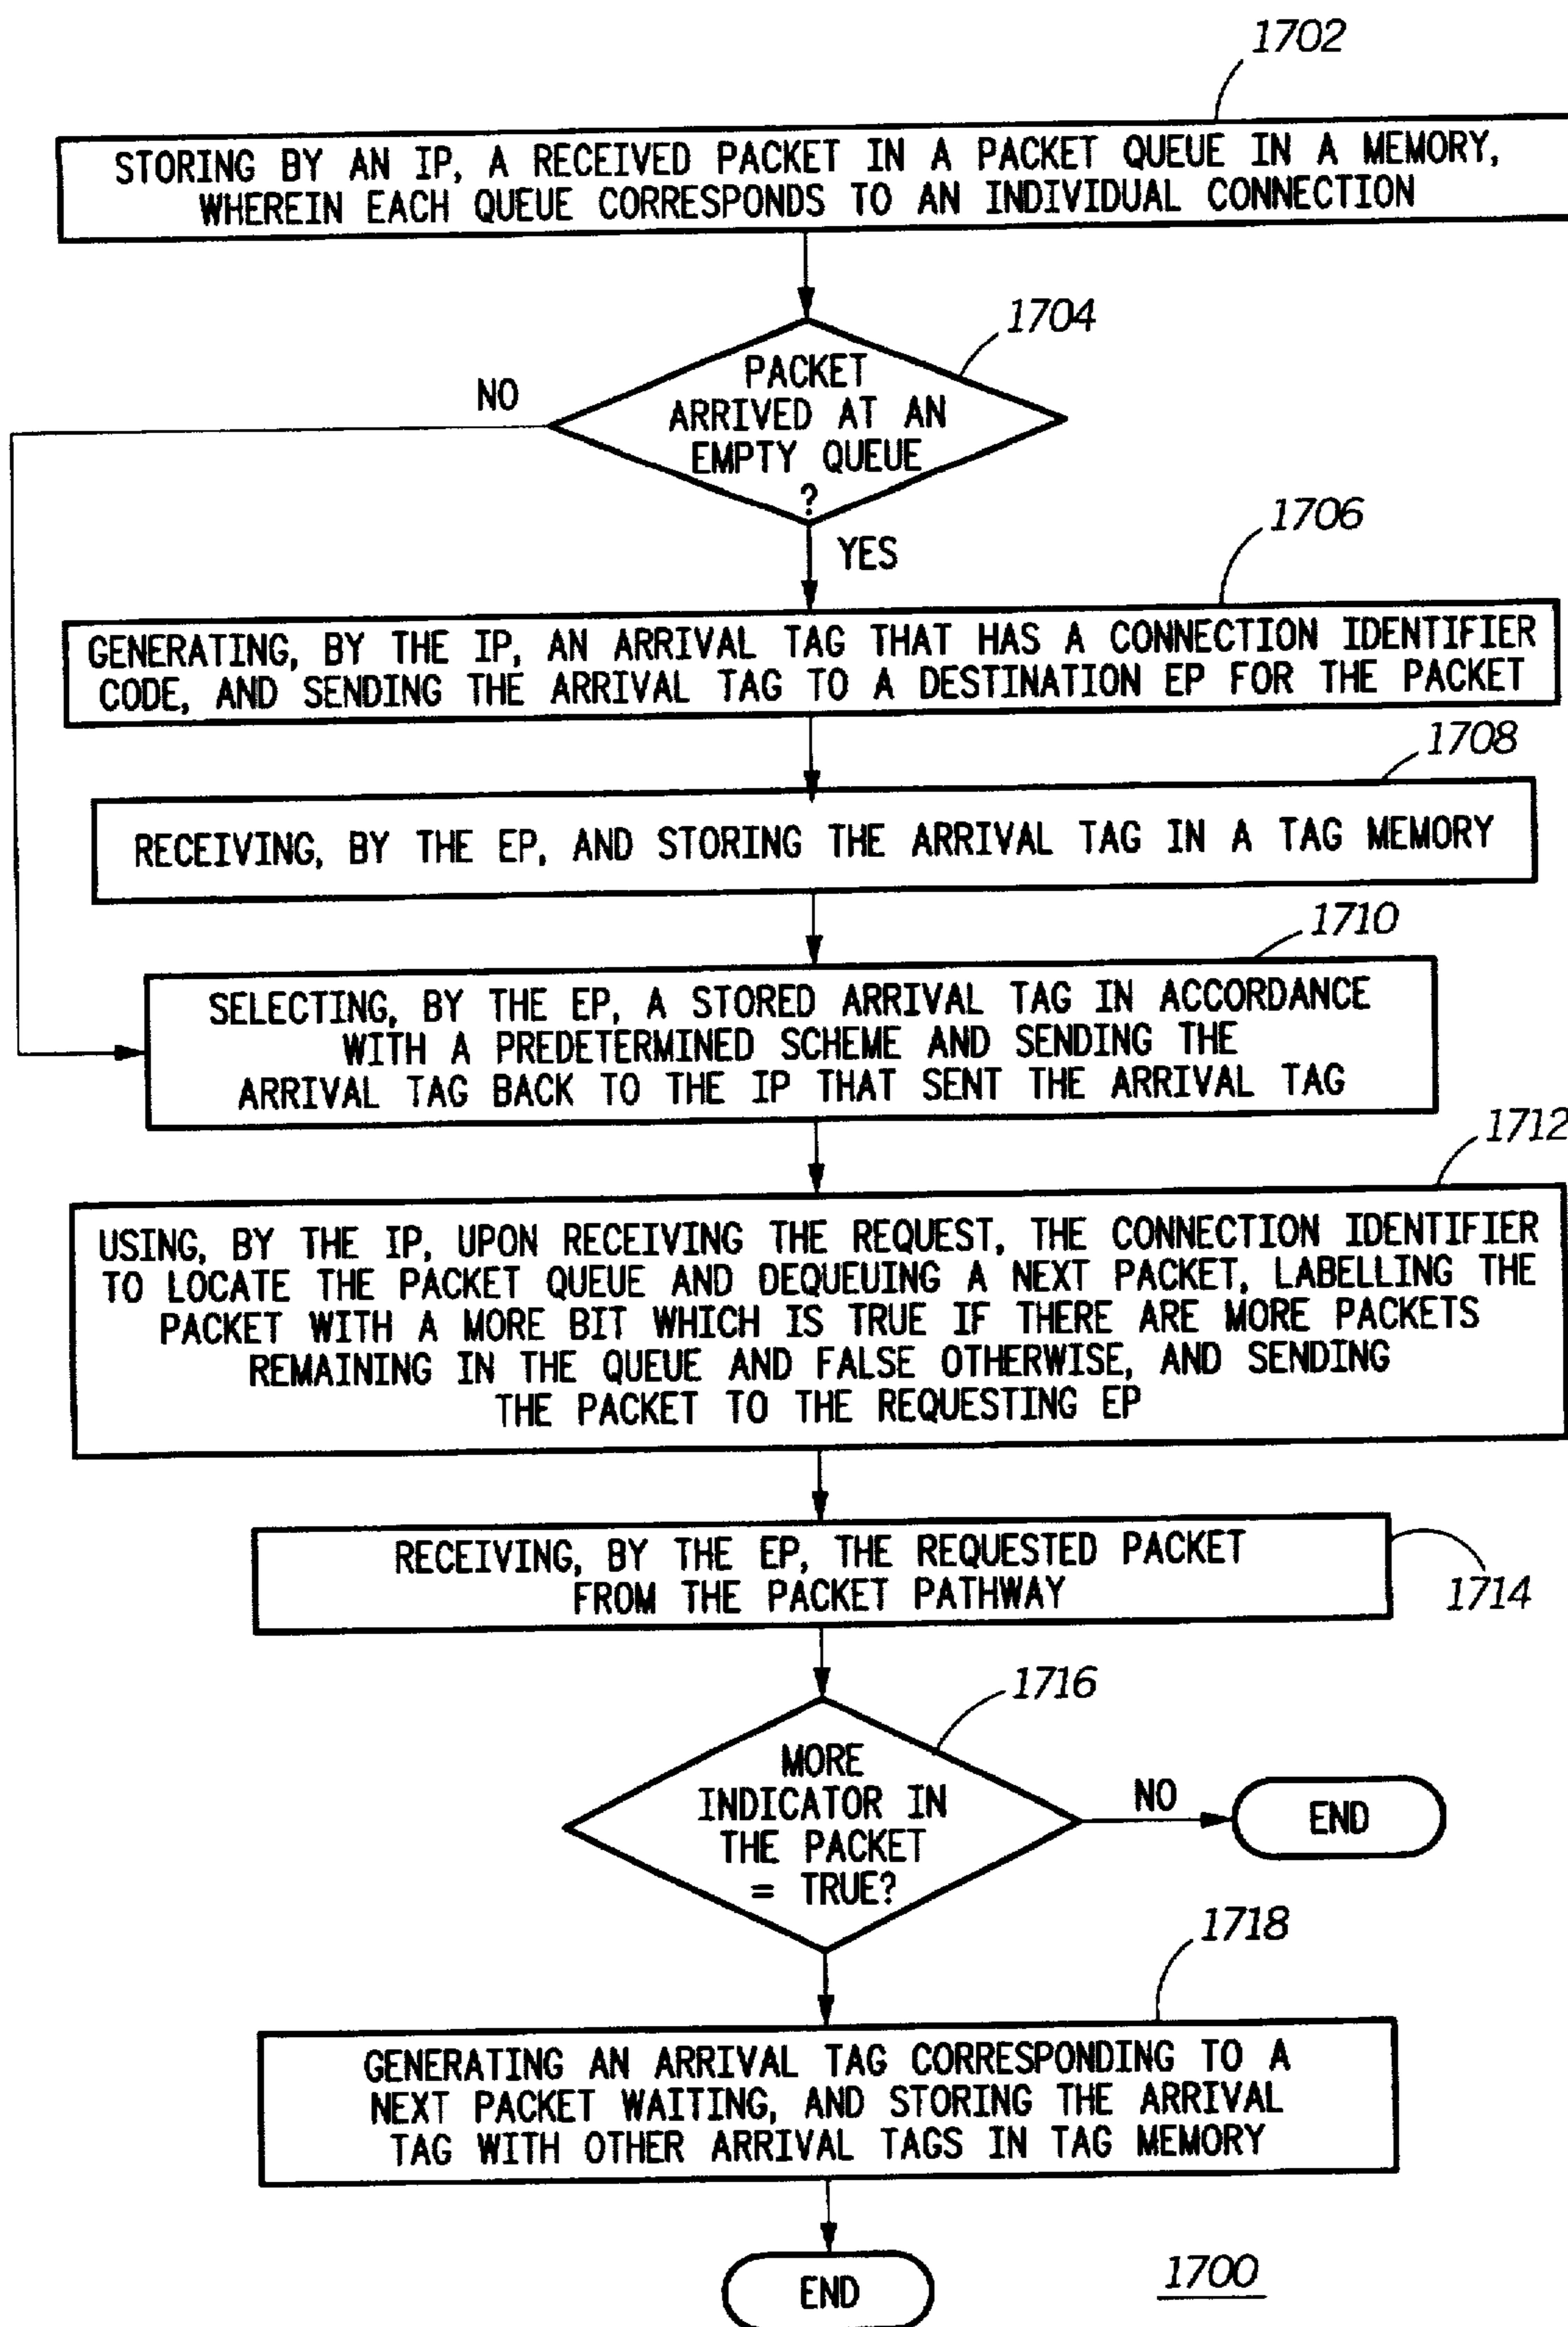 1702
STORING BY AN IP, A RECEIVED PACKET IN A PACKET QUEUE IN A MEMORY,
WHEREIN EACH QUEUE CORRESPONDS TO AN INDIVIDUAL CONNECTION
1704
NO
PACKET
ARRIVED AT AN
EMPTY QUEUE
?
1706
YES
GENERATING, BY THE IP, AN ARRIVAL TAG THAT HAS A CONNECTION IDENTIFIER
CODE, AND SENDING THE ARRIVAL TAG TO A DESTINATION EP FOR THE PACKET
1708
RECEIVING, BY THE EP, AND STORING THE ARRIVAL TAG IN A TAG MEMORY
1710
SELECTING, BY THE EP, A STORED ARRIVAL TAG IN ACCORDANCE
WITH A PREDETERMINED SCHEME AND SENDING THE
ARRIVAL TAG BACK TO THE IP THAT SENT THE ARRIVAL TAG
1712
USING, BY THE IP, UPON RECEIVING THE REQUEST, THE CONNECTION IDENTIFIER
TO LOCATE THE PACKET QUEUE AND DEQUEUING A NEXT PACKET, LABELLING THE
PACKET WITH A MORE BIT WHICH IS TRUE IF THERE ARE MORE PACKETS
REMAINING IN THE QUEUE AND FALSE OTHERWISE, AND SENDING
THE PACKET TO THE REQUESTING EP
RECEIVING, BY THE EP, THE REQUESTED PACKET
FROM THE PACKET PATHWAY
1714
1716
MORE
INDICATOR IN
THE PACKET
= TRUE?
NO
END
1718
GENERATING AN ARRIVAL TAG CORRESPONDING TO A
NEXT PACKET WAITING, AND STORING THE ARRIVAL
TAG WITH OTHER ARRIVAL TAGS IN TAG MEMORY
END
1700